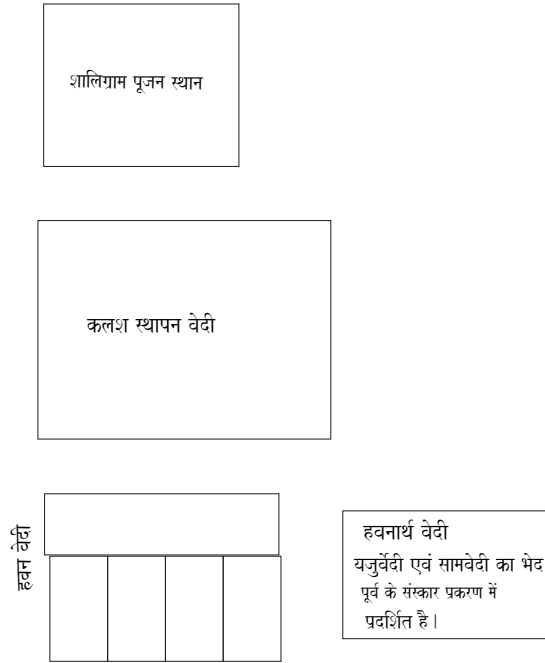 शालिग्राम पूजन स्थान
कलश स्थापन वेदी
हवन वेदी
हवनार्थ वेदी
यजुर्वेदी एवं सामवेदी का भेद
पूर्व के संस्कार प्रकरण में
प्रदर्शित है।